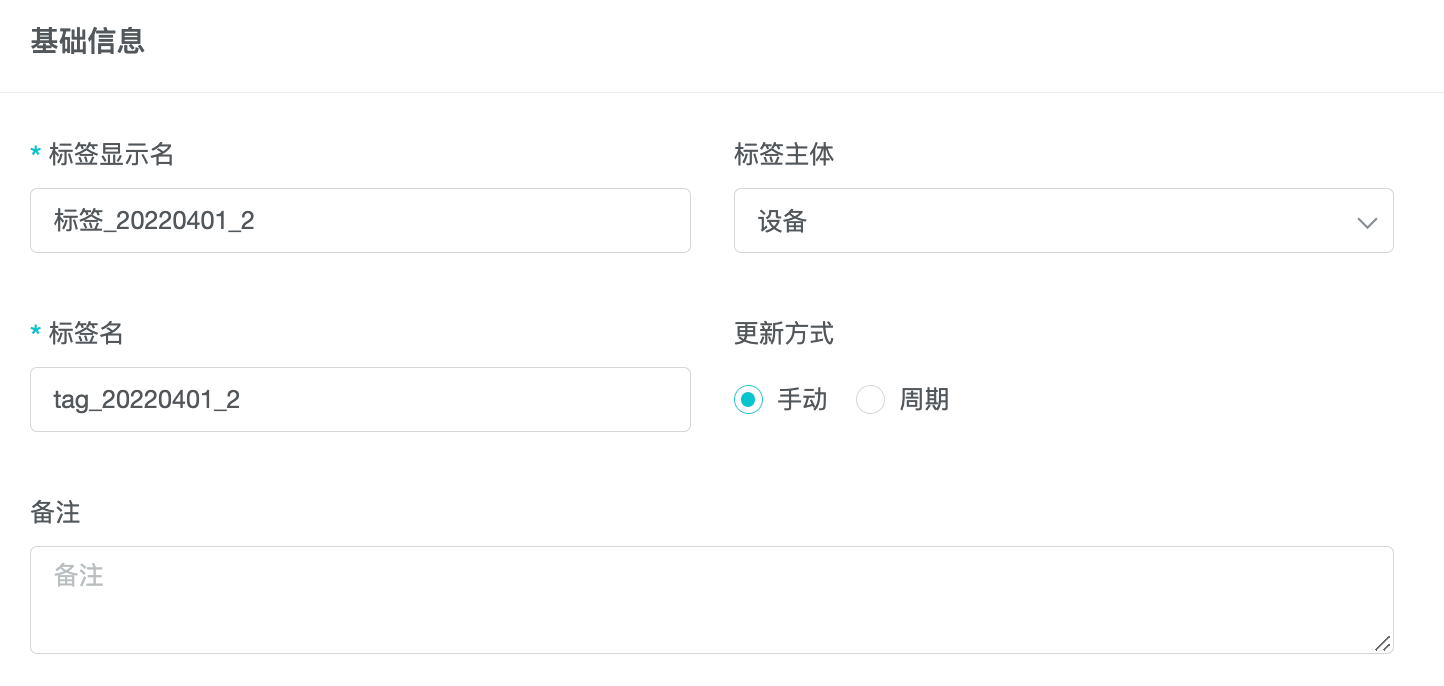 基础信息
* 标签显示名
标签主体
标签_20220401_2
设备
* 标签名
更新方式
tag_20220401_2
手动
周期
备注
备注